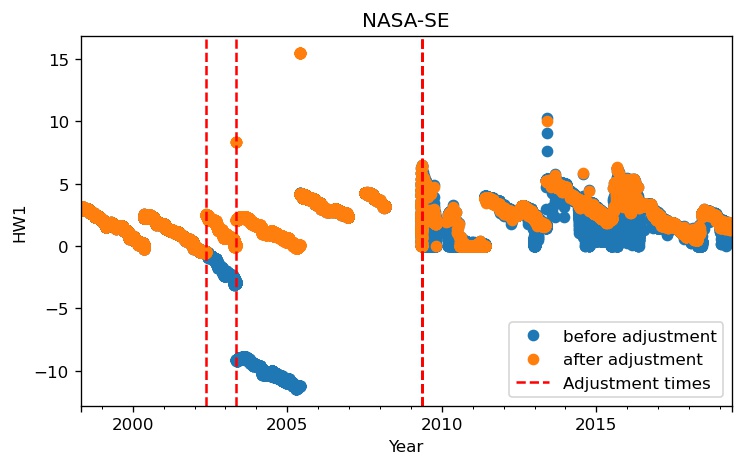 NASA-SE
HW1
15
10
5
0
−5
−10
2000
2005
2010
2015
Year
before adjustment
after adjustment
Adjustment times